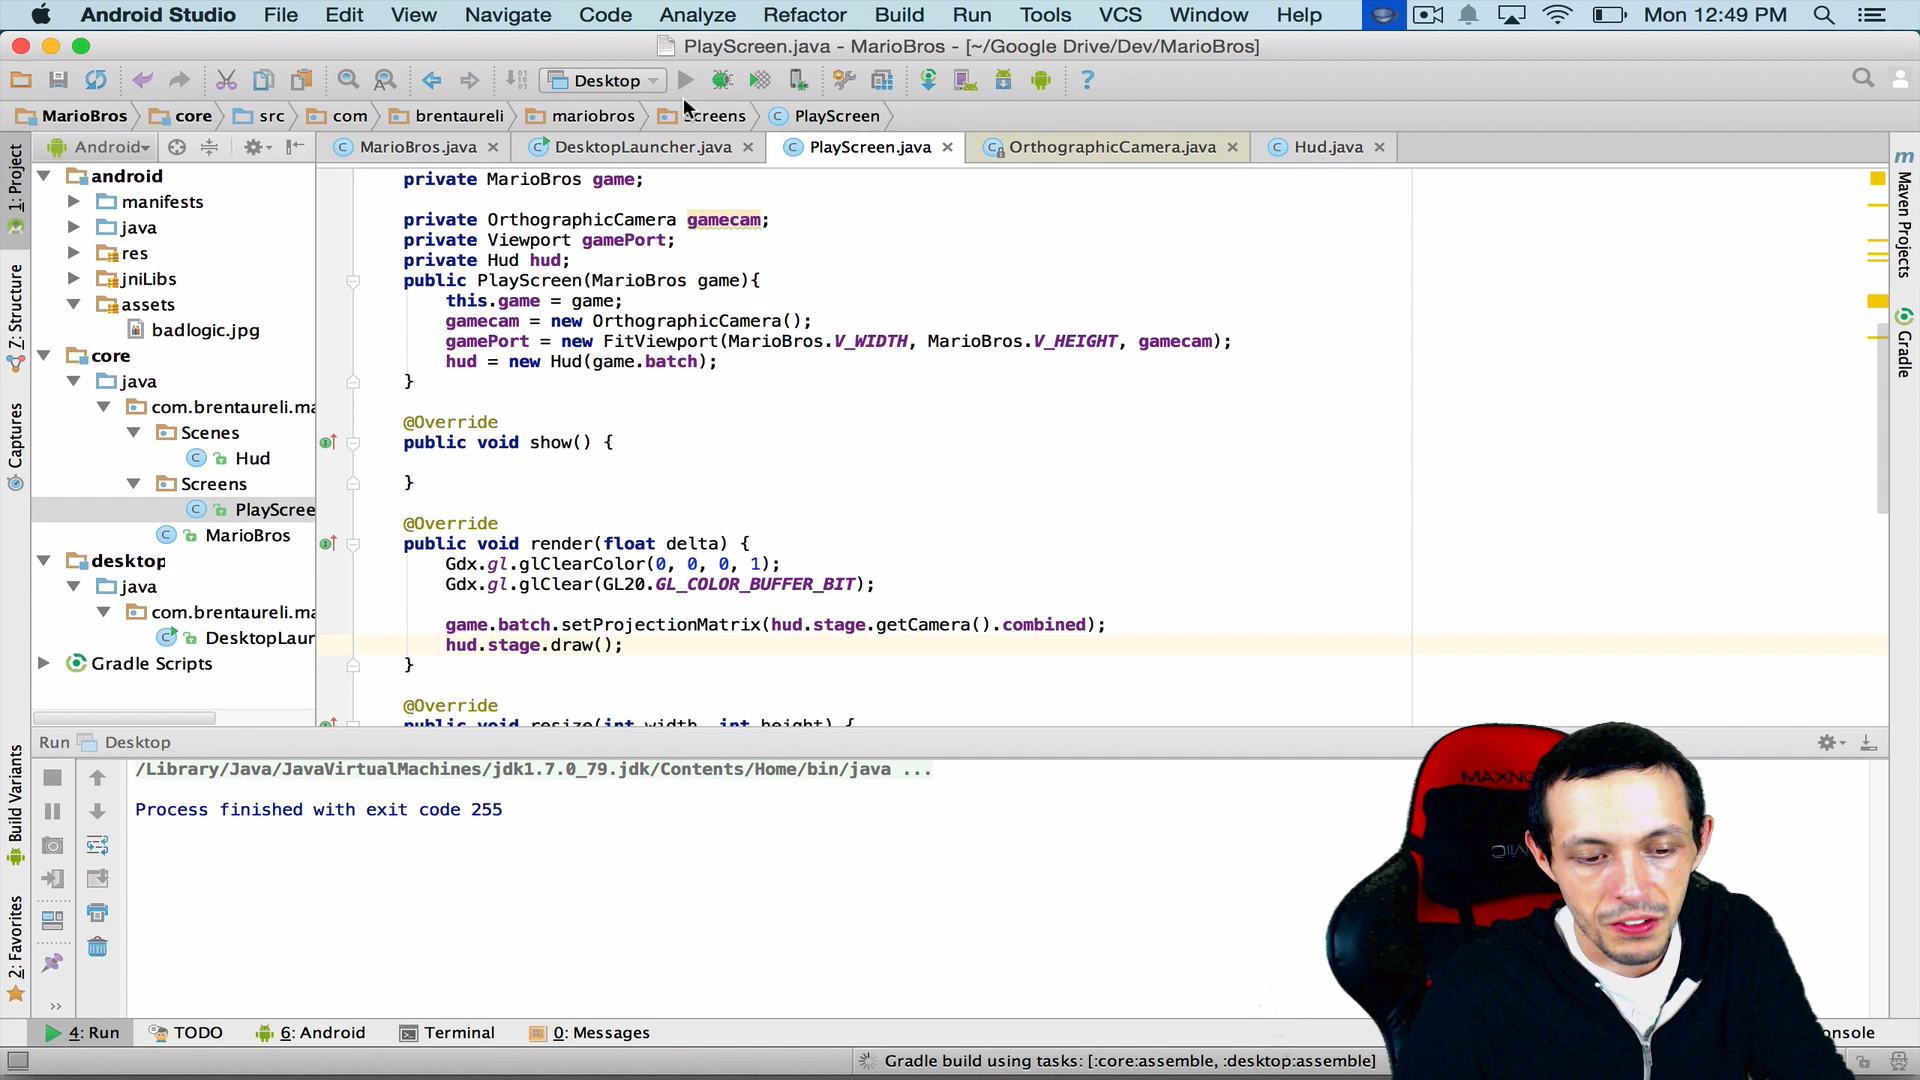 Android Studio File Edit View Navigate Code Analyze Refactor Build Run Tools VCS Window Help Mon 12:49 PM
PlayScreen.java - MarioBros - [~/Google Drive/Dev/MarioBros]
Desktop
MarioBros core src com brentaureli mariobros Screens PlayScreen
Android MarioBros.java DesktopLauncher.java PlayScreen.java OrthographicCamera.java Hud.java
1: Project
Z: Structure
Captures
Build Variants
2: Favorites
android
manifests
java
res
jniLibs
assets
badlogic.jpg
core
java
com.brentaureli.ma
Scenes
Hud
Screens
PlayScree
MarioBros
desktop
java
com.brentaureli.ma
DesktopLaun
Gradle Scripts
private MarioBros game;
private OrthographicCamera gamecam;
private Viewport gamePort;
private Hud hud;
public PlayScreen(MarioBros game){
this.game = game;
gamecam = new OrthographicCamera();
gamePort = new FitViewport(MarioBros.V_WIDTH, MarioBros.V_HEIGHT, gamecam);
hud = new Hud(game.batch);
}
@Override
public void show() {
}
@Override
public void render(float delta) {
Gdx.gl.glClearColor(0, 0, 0, 1);
Gdx.gl.glClear(GL20.GL_COLOR_BUFFER_BIT);
game.batch.setProjectionMatrix(hud.stage.getCamera().combined);
hud.stage.draw();
}
@Override
public void resize(int width, int height) {
m
Maven Projects
Gradle
Run Desktop
/Library/Java/JavaVirtualMachines/jdk1.7.0_79.jdk/Contents/Home/bin/java ...
Process finished with exit code 255
4: Run TODO 6: Android Terminal 0: Messages onsole
Gradle build using tasks: [:core:assemble, :desktop:assemble]